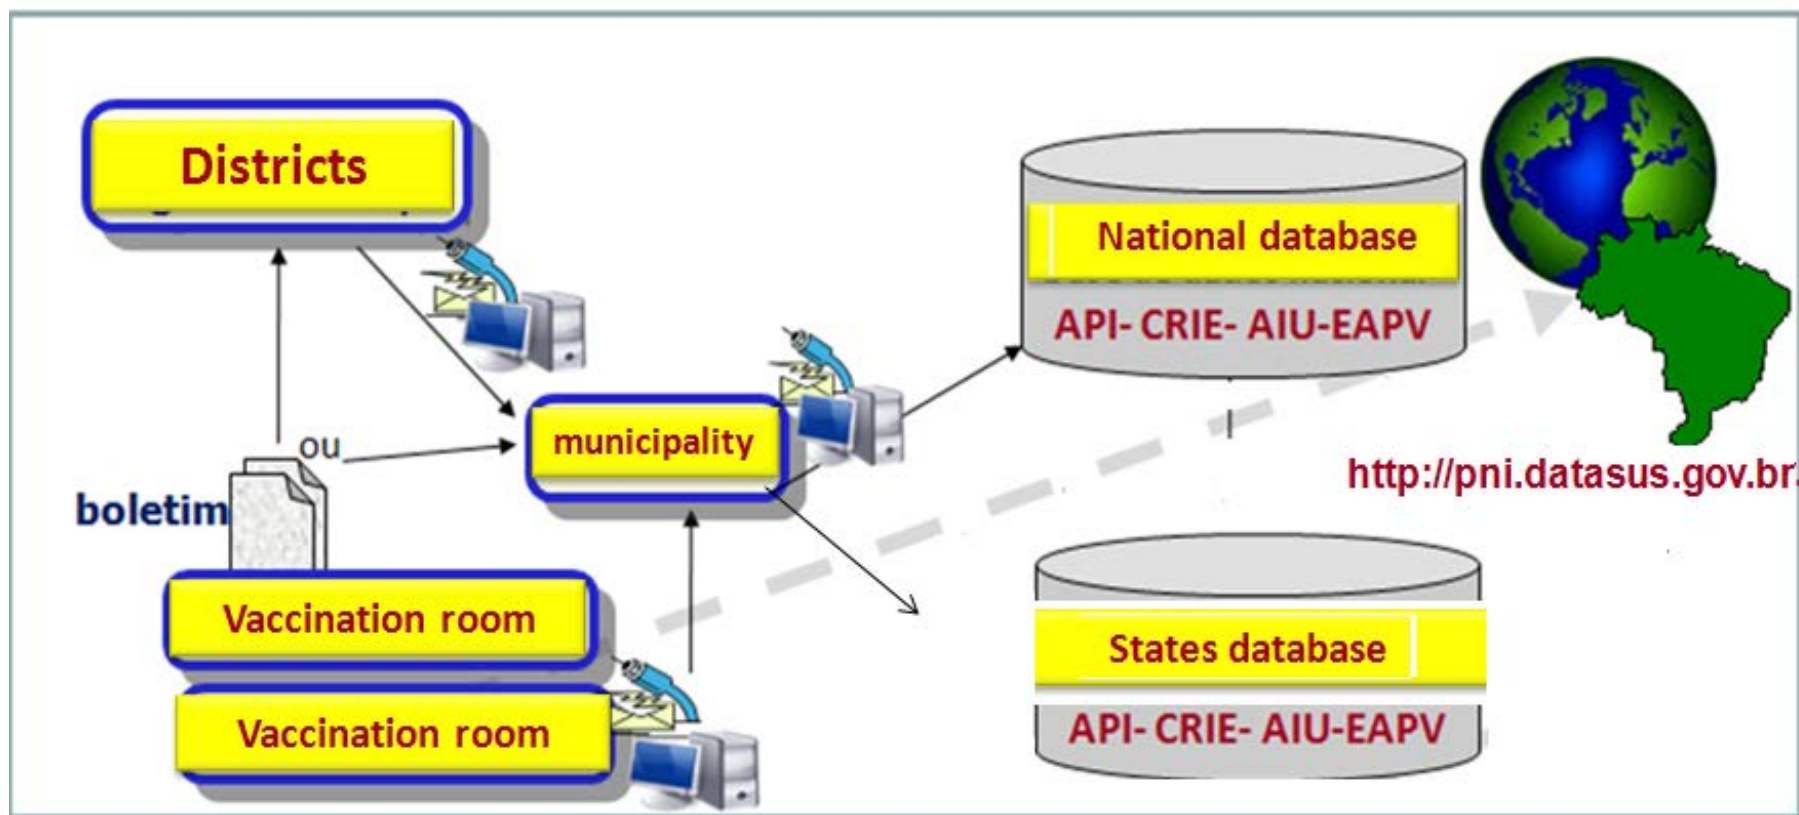 Districts
National database
API- CRIE- AIU-EAPV
ou
municipality
boletim
http://pni.datasus.gov.br
Vaccination room
States database
Vaccination room
API- CRIE- AIU-EAPV